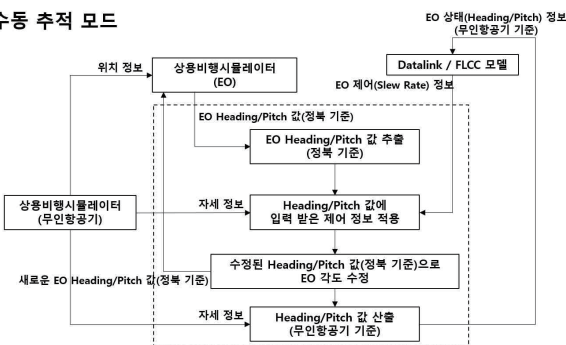 수동 추적 모드
EO 상태(Heading/Pitch) 정보
(무인항공기 기준)
위치 정보
상용비행시뮬레이터
(EO)
Datalink / FLCC 모델
EO 제어(Slew Rate) 정보
EO Heading/Pitch 값(정북 기준)
EO Heading/Pitch 값 추출
(정북 기준)
상용비행시뮬레이터
(무인항공기)
자세 정보
Heading/Pitch 값에
입력 받은 제어 정보 적용
새로운 EO Heading/Pitch 값(정북 기준)
수정된 Heading/Pitch 값(정북 기준)으로
EO 각도 수정
자세 정보
Heading/Pitch 값 산출
(무인항공기 기준)